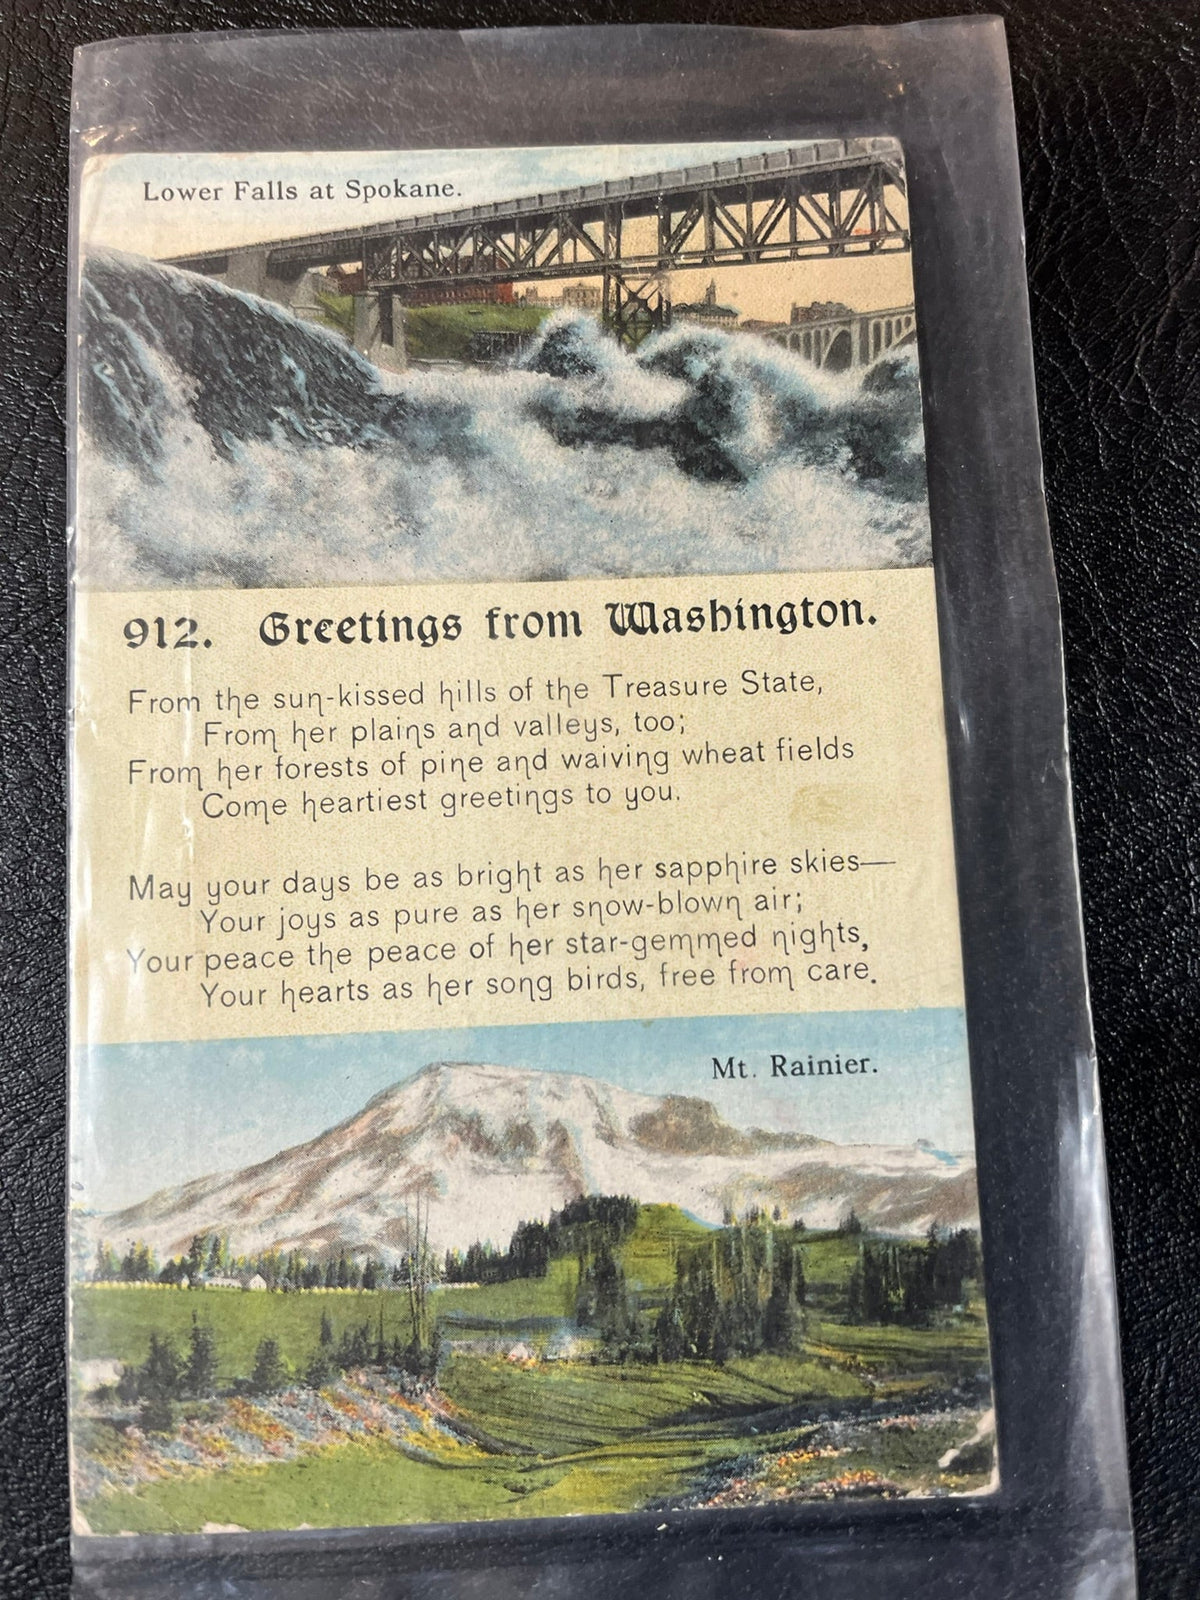 Lower Falls at Spokane.
912. Greetings from Washington.
From the sun-kissed hills of the Treasure State,
From her plains and valleys, too;
From her forests of pine and waiving wheat fields
Come heartiest greetings to you.
May your days be as bright as her sapphire skies—
Your joys as pure as her snow-blown air;
Your peace the peace of her star-gemmed nights,
Your hearts as her song birds, free from care.
Mt. Rainier.